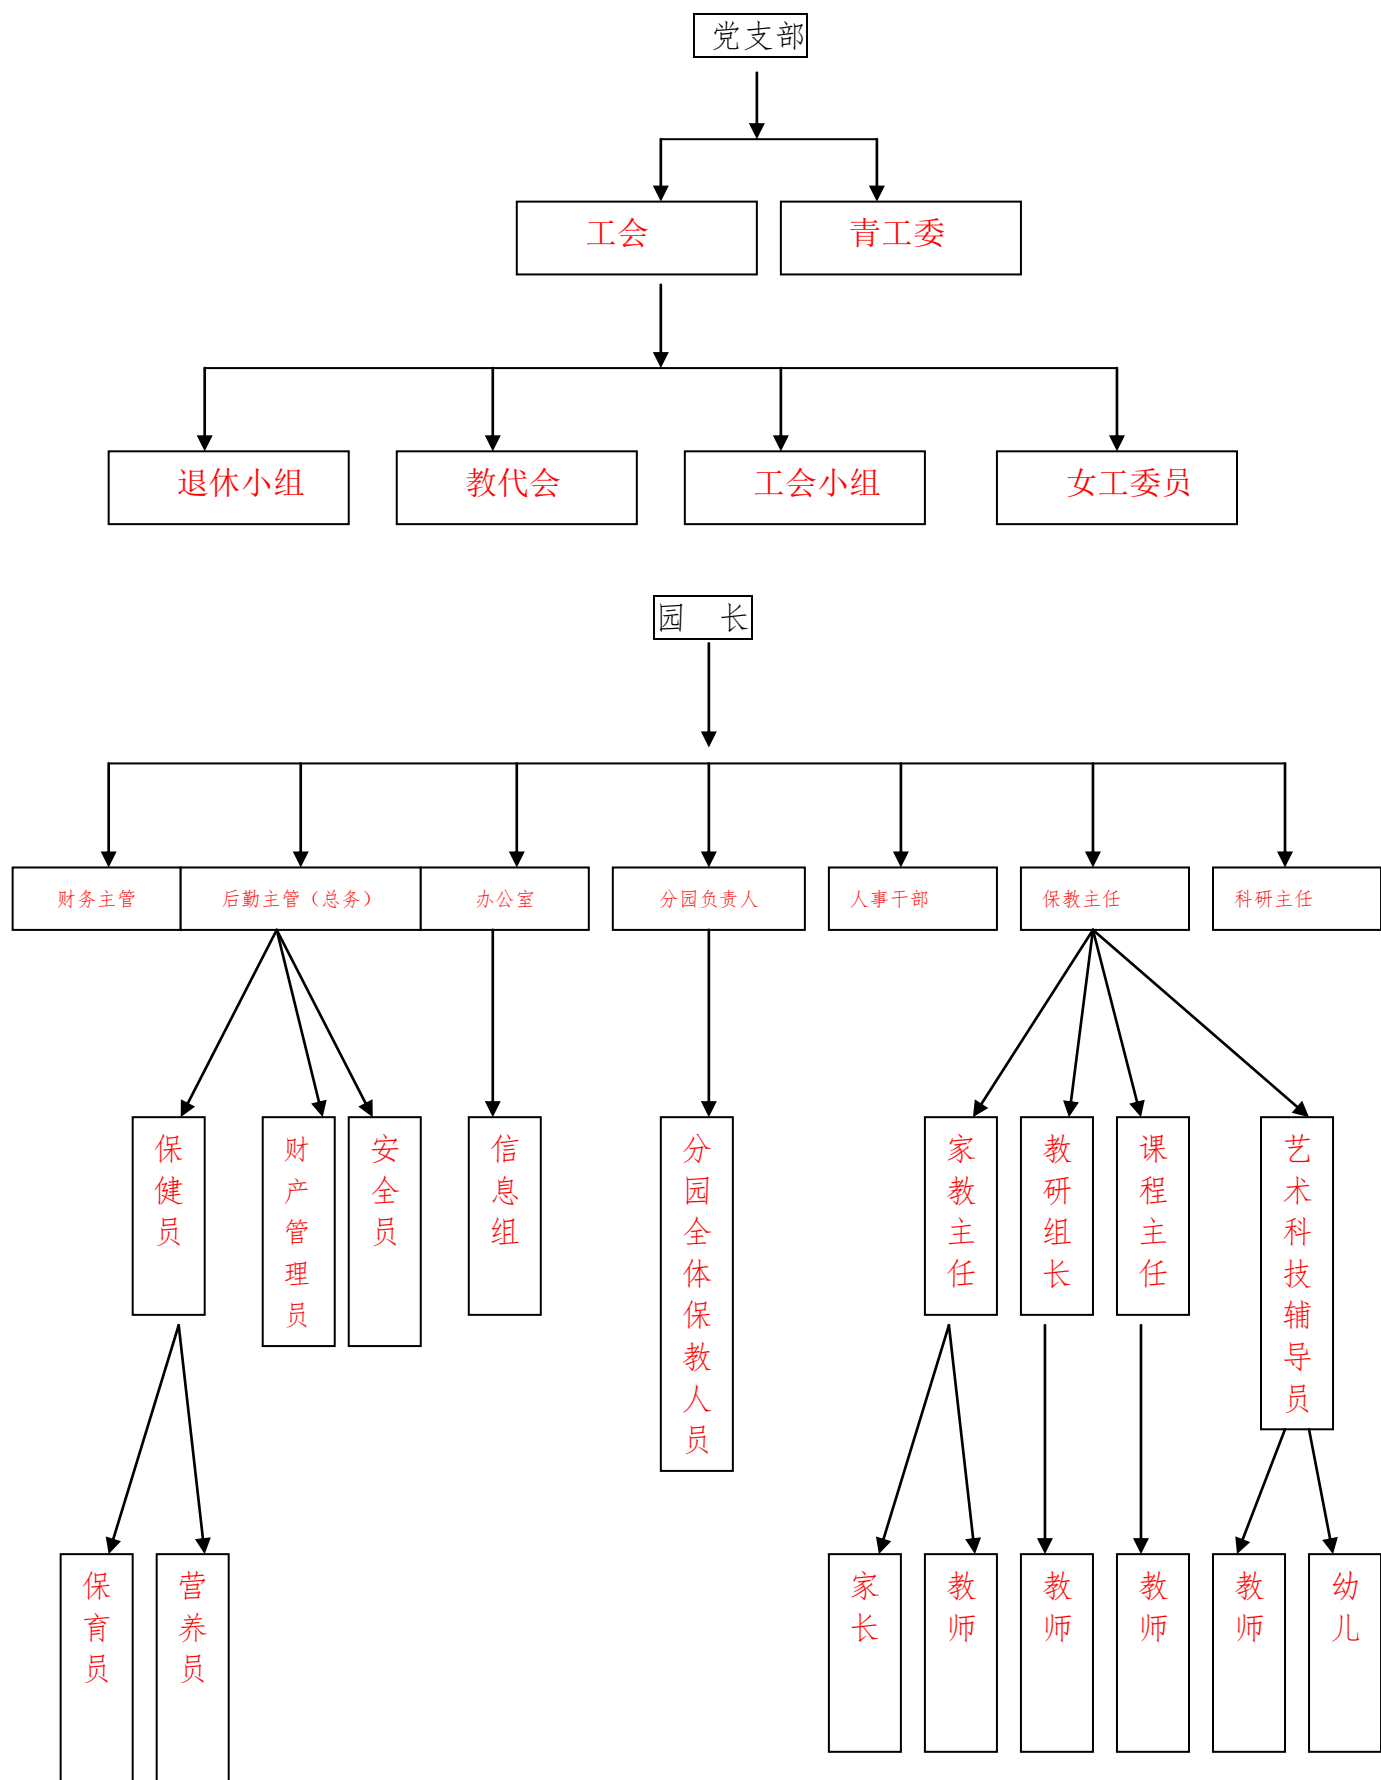 党支部
工会
青工委
退休小组
教代会
工会小组
女工委员
园 长
财务主管
后勤主管（总务）
办公室
分园负责人
人事干部
保教主任
科研主任
保健员
财产管理员
安全员
信息组
分园全体保教人员
家教主任
教研组长
课程主任
艺术科技辅导员
保育员
营养员
家长
教师
教师
教师
教师
幼儿